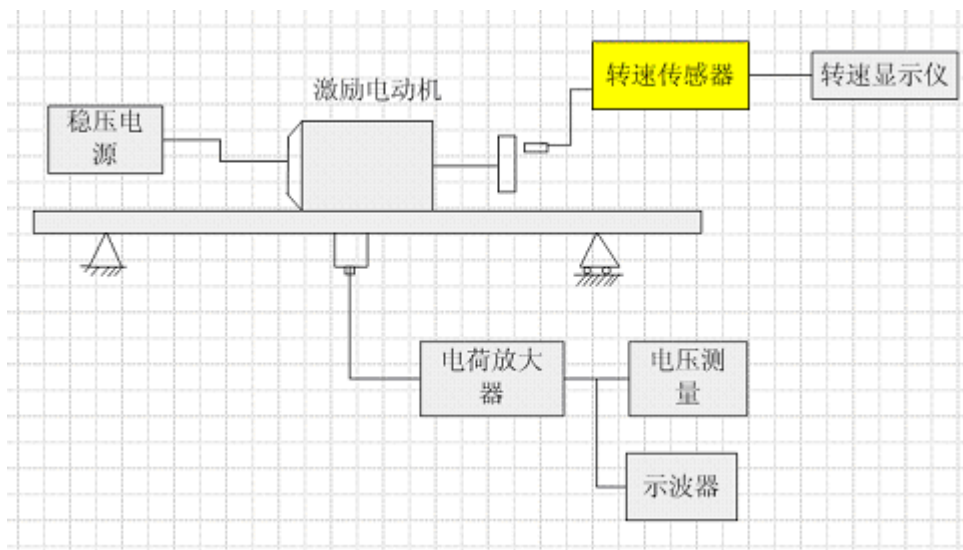 转速传感器
转速显示仪
激励电动机
稳压电
源
电荷放大
器
电压测
量
示波器